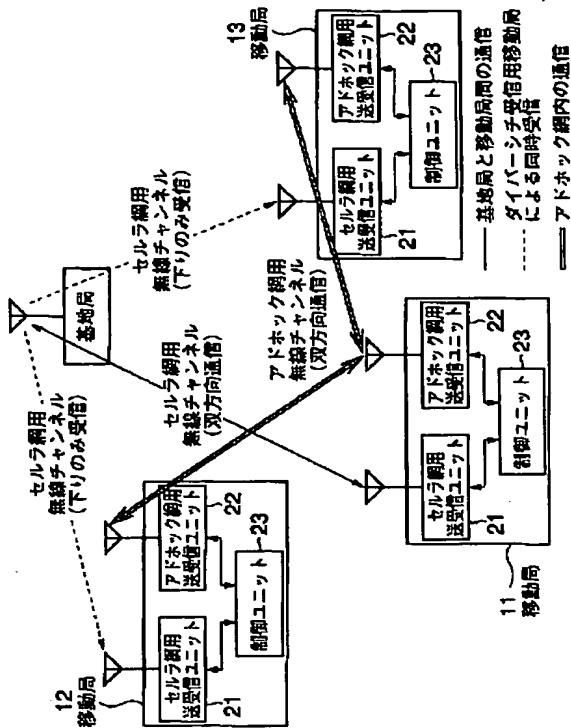 基地局
セルラ網用
無線チャンネル
(下りのみ受信)
セルラ網用
無線チャンネル
(双方向通信)
セルラ網用
無線チャンネル
(下りのみ受信)
アドホック網用
無線チャンネル
(双方向通信)
12
移動局
セルラ網用
送受信ユニット
21
アドホック網用
送受信ユニット
22
制御ユニット
23
11
移動局
セルラ網用
送受信ユニット
21
アドホック網用
送受信ユニット
22
制御ユニット
23
13
移動局
セルラ網用
送受信ユニット
21
アドホック網用
送受信ユニット
22
制御ユニット
23
基地局と移動局間の通信
ダイバーシチ受信用移動局
による同時受信
アドホック網内の通信